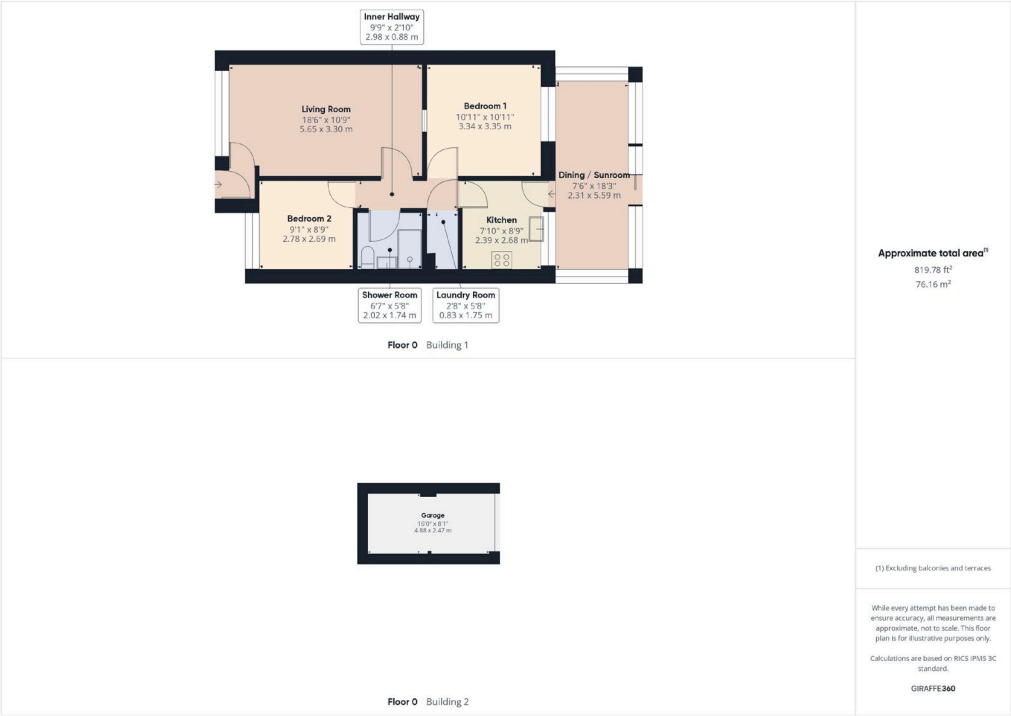 Inner Hallway
9'9" x 2'10"
2.98 x 0.88 m
Living Room
18'6" x 10'9"
5.65 x 3.30 m
Bedroom 1
10'11" x 10'11"
3.34 x 3.35 m
Dining / Sunroom
7'6" x 18'3"
2.31 x 5.59 m
Bedroom 2
9'1" x 8'9"
2.78 x 2.69 m
Kitchen
7'10" x 8'9"
2.39 x 2.68 m
Shower Room
6'7" x 5'8"
2.02 x 1.74 m
Laundry Room
2'8" x 5'8"
0.83 x 1.75 m
Floor 0 Building 1
Garage
16'0" x 8'1"
4.88 x 2.47 m
Floor 0 Building 2
Approximate total area(1)
819.78 ft²
76.16 m²
(1) Excluding balconies and terraces
While every attempt has been made to
ensure accuracy, all measurements are
approximate, not to scale. This floor
plan is for illustrative purposes only.
Calculations are based on RICS IPMS 3C
standard.
GIRAFFE360